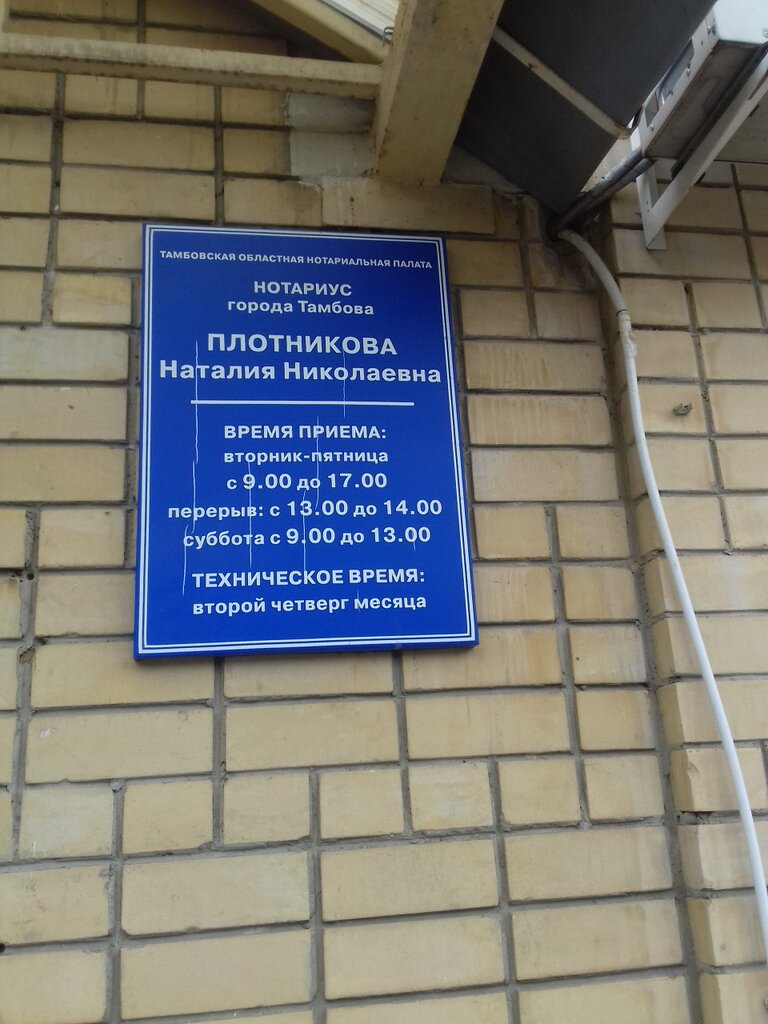 ТАМБОВСКАЯ ОБЛАСТНАЯ НОТАРИАЛЬНАЯ ПАЛАТА
НОТАРИУС
города Тамбова
ПЛОТНИКОВА
Наталия Николаевна
ВРЕМЯ ПРИЕМА:
вторник-пятница
с 9.00 до 17.00
перерыв: с 13.00 до 14.00
суббота с 9.00 до 13.00
ТЕХНИЧЕСКОЕ ВРЕМЯ:
второй четверг месяца